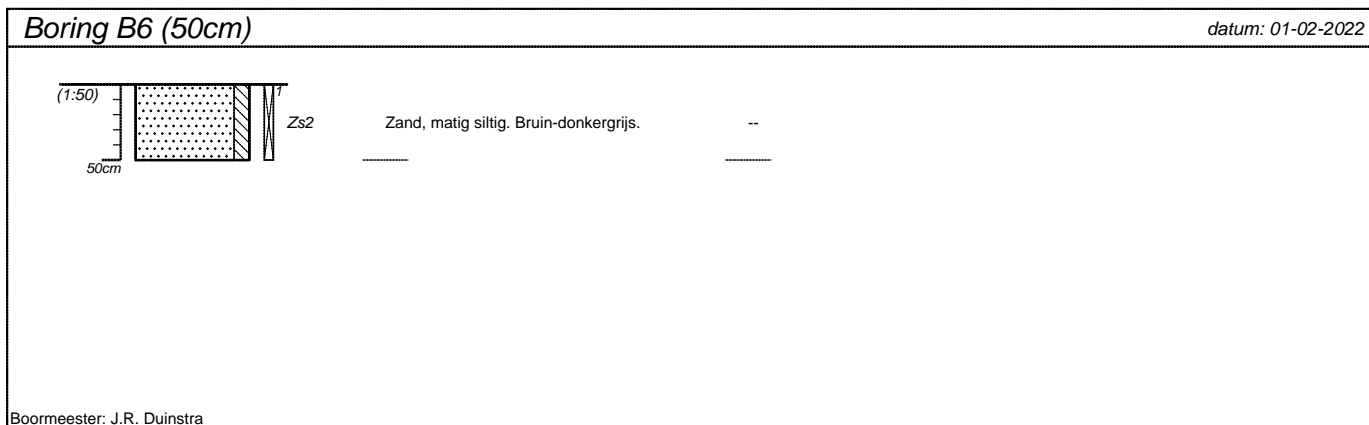 Boring B6 (50cm)
datum: 01-02-2022
(1:50)
1
Zs2
Zand, matig siltig. Bruin-donkergrijs.
--
50cm
Boormeester: J.R. Duinstra